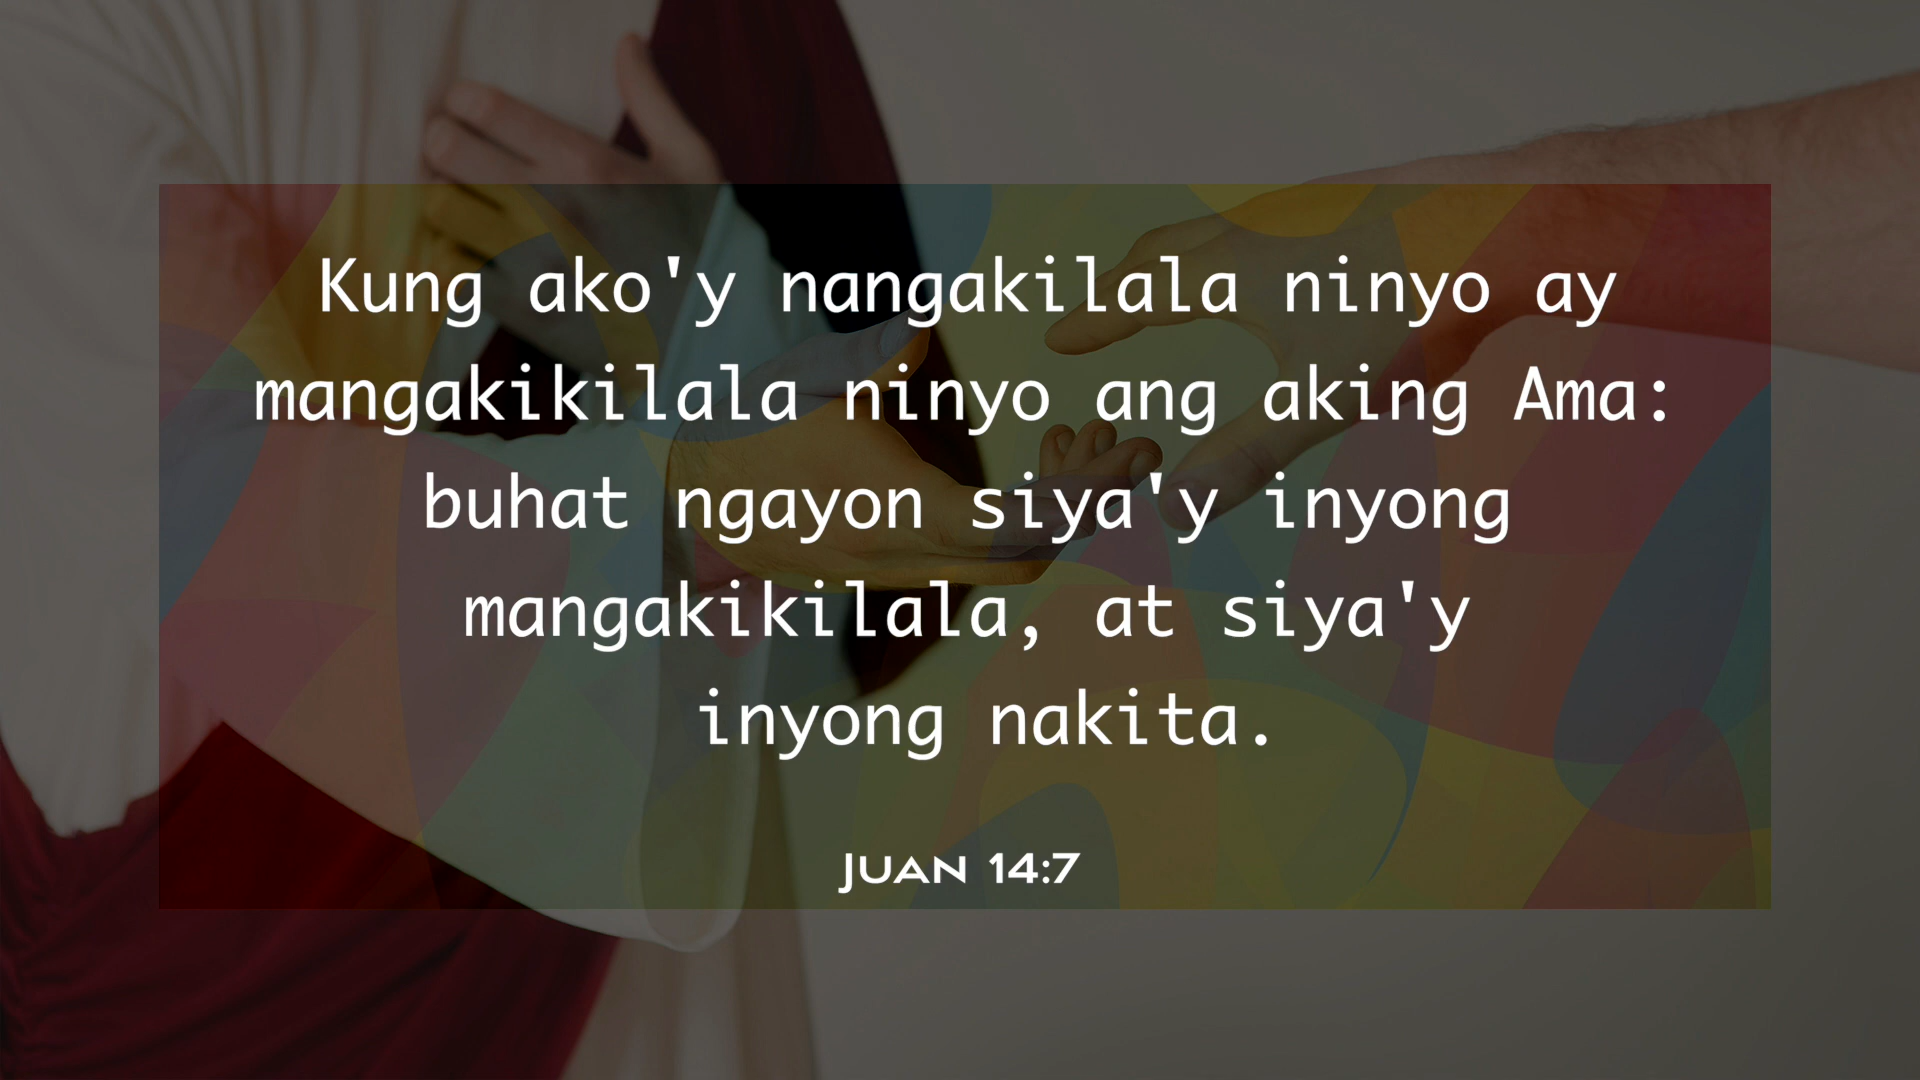 Kung ako'y nangakilala ninyo ay
mangakikilala ninyo ang aking Ama:
buhat ngayon siya'y inyong
mangakikilala, at siya'y
inyong nakita.
JUAN 14:7